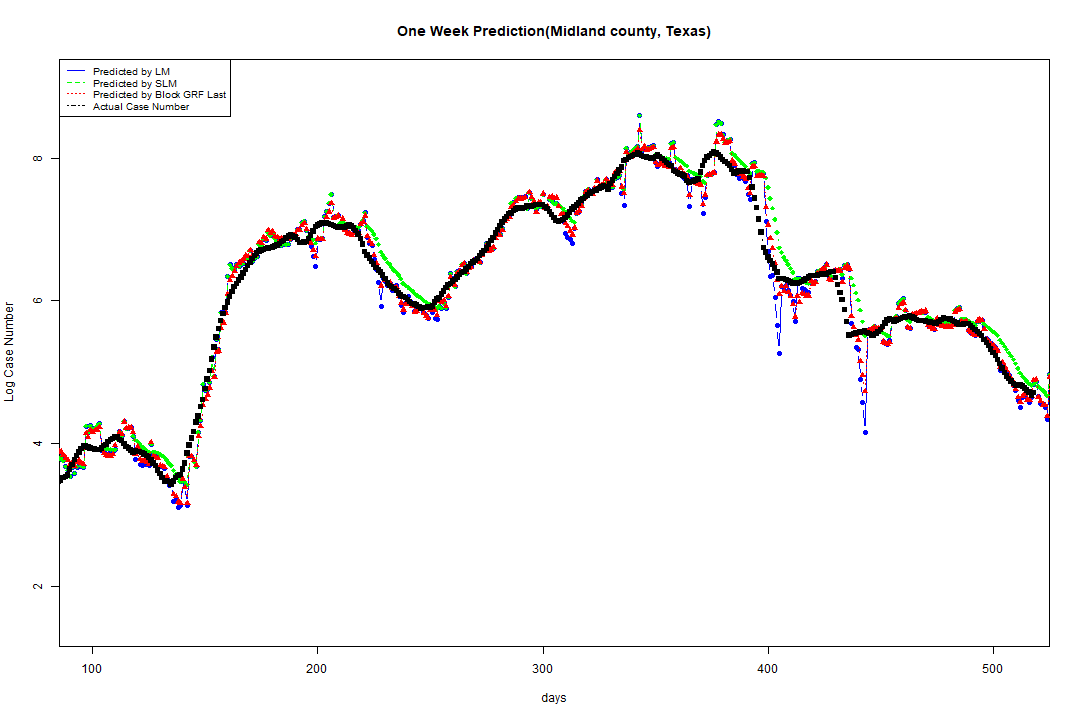 One Week Prediction(Midland county, Texas)
Predicted by LM
Predicted by SLM
Predicted by Block GRF Last
Actual Case Number
8
6
4
2
Log Case Number
100 200 300 400 500
days